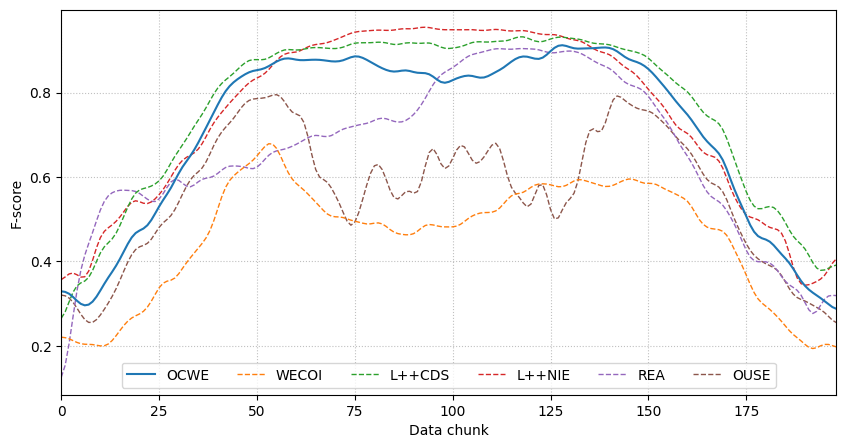 F-score
0.8
0.6
0.4
0.2
OCWE WECOI L++CDS L++NIE REA OUSE
0 25 50 75 100 125 150 175
Data chunk